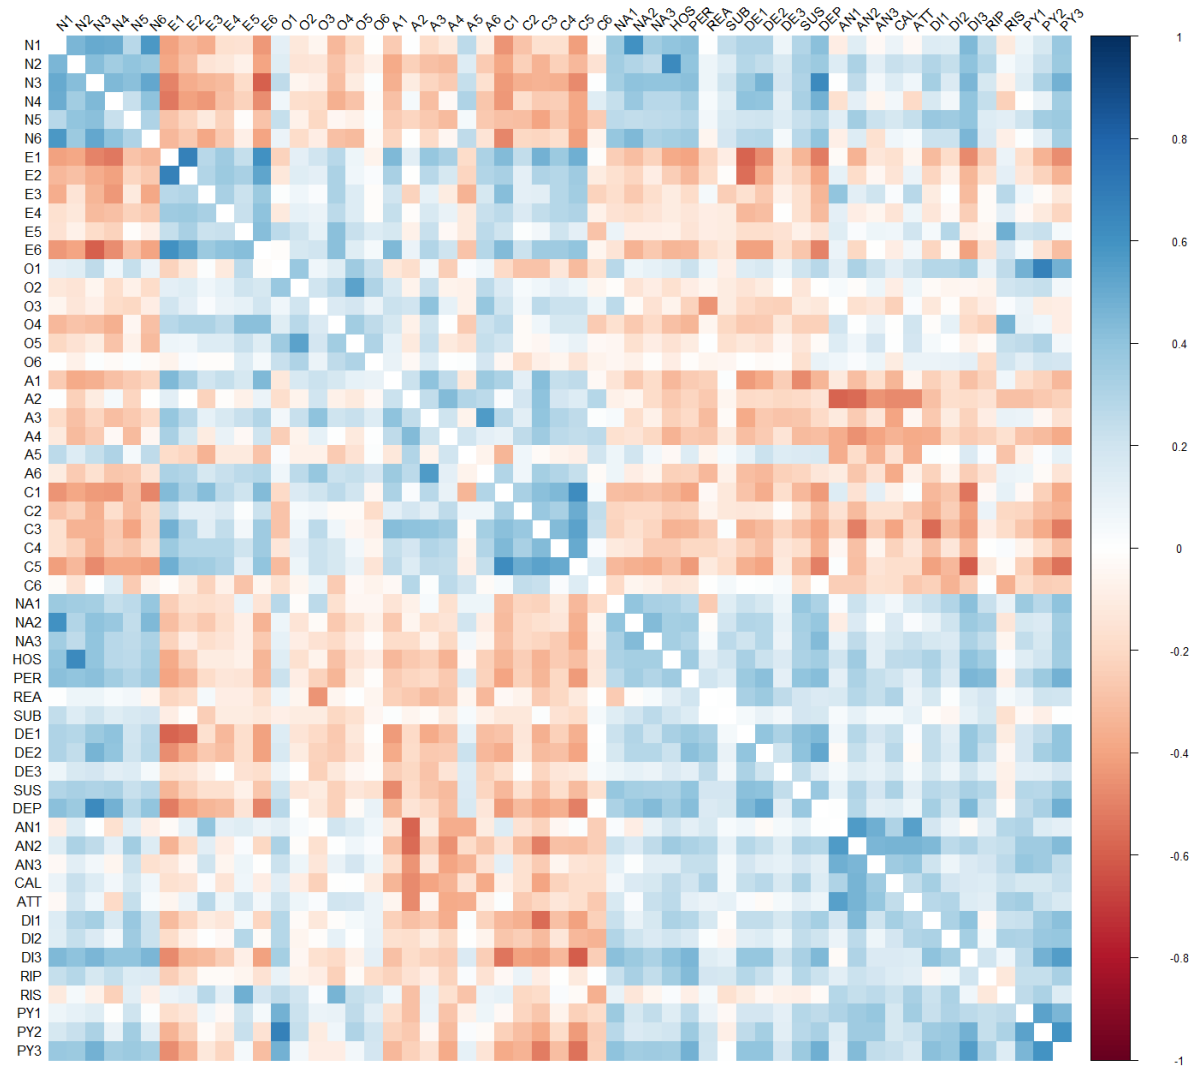 N1 N2 N3 N4 N5 N6 E1 E2 E3 E4 E5 E6 O1 O2 O3 O4 O5 O6 A1 A2 A3 A4 A5 A6 C1 C2 C3 C4 C5 C6 NA1 NA2 NA3 HOS PER REA SUB DE1 DE2 DE3 SUS DEP AN1 AN2 AN3 CAL ATT DI1 DI2 DI3 RIP RIS PY1 PY2 PY3
N1
N2
N3
N4
N5
N6
E1
E2
E3
E4
E5
E6
O1
O2
O3
O4
O5
O6
A1
A2
A3
A4
A5
A6
C1
C2
C3
C4
C5
C6
NA1
NA2
NA3
HOS
PER
REA
SUB
DE1
DE2
DE3
SUS
DEP
AN1
AN2
AN3
CAL
ATT
DI1
DI2
DI3
RIP
RIS
PY1
PY2
PY3
1
0.8
0.6
0.4
0.2
0
-0.2
-0.4
-0.6
-0.8
-1